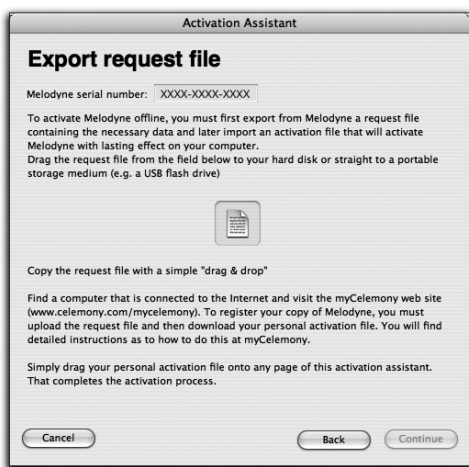 Activation Assistant
Export request file
Melodyne serial number: XXXX-XXXX-XXXX
To activate Melodyne offline, you must first export from Melodyne a request file
containing the necessary data and later import an activation file that will activate
Melodyne with lasting effect on your computer.
Drag the request file from the field below to your hard disk or straight to a portable
storage medium (e.g. a USB flash drive)
Copy the request file with a simple "drag & drop"
Find a computer that is connected to the Internet and visit the myCelemony web site
(www.celemony.com/mycelemony). To register your copy of Melodyne, you must
upload the request file and then download your personal activation file. You will find
detailed instructions as to how to do this at myCelemony.
Simply drag your personal activation file onto any page of this activation assistant.
That completes the activation process.
Cancel
Back
Continue